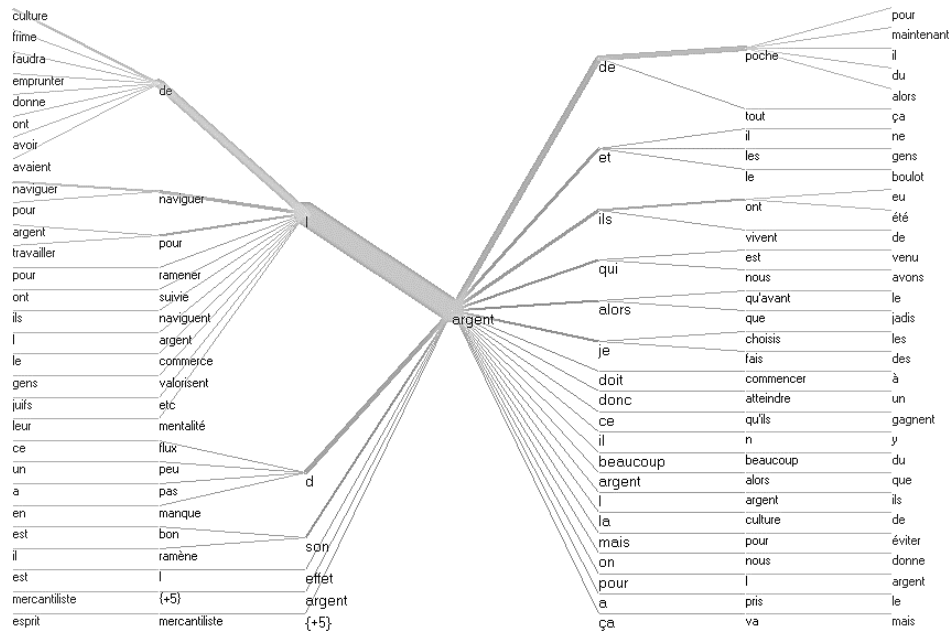 culture
frime
faudra
emprunter
donne
ont
avoir
avaient
naviguer
pour
argent
travailler
pour
ont
ils
l
le
gens
juifs
leur
ce
un
a
en
est
il
est
mercantiliste
esprit
de
naviguer
pour
ramener
suivie
naviguent
argent
commerce
valorisent
etc
mentalité
flux
peu
pas
manque
bon
ramène
l
{+5}
mercantiliste
l
d
son
effet
argent
{+5}
argent
de
et
ils
qui
alors
je
doit
donc
ce
il
beaucoup
argent
l
la
mais
on
pour
a
ça
poche
tout
il
les
le
ont
vivent
est
nous
qu'avant
que
choisis
fais
commencer
atteindre
qu'ils
n
beaucoup
alors
argent
culture
pour
nous
l
pris
va
pour
maintenant
il
du
alors
ça
ne
gens
boulot
eu
été
de
venu
avons
le
jadis
les
des
à
un
gagnent
y
du
que
ils
de
éviter
donne
argent
le
mais